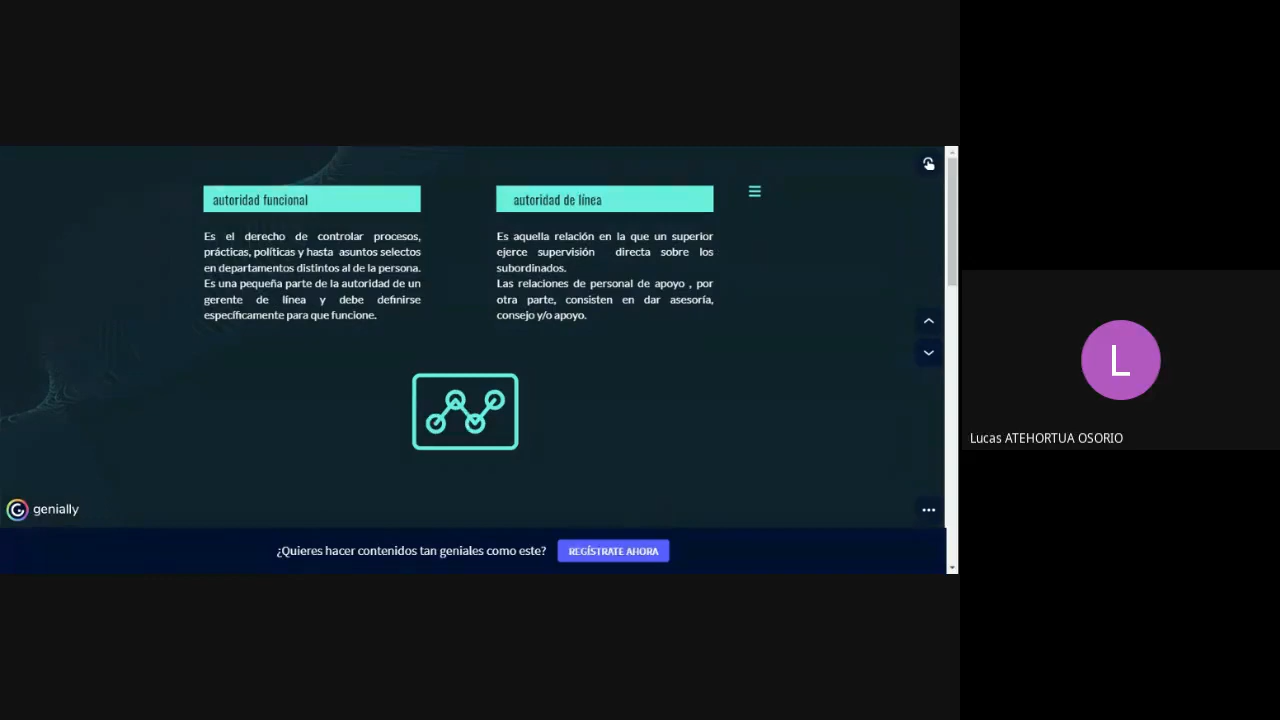 autoridad funcional
Es el derecho de controlar procesos,
prácticas, políticas y hasta asuntos selectos
en departamentos distintos al de la persona.
Es una pequeña parte de la autoridad de un
gerente de línea y debe definirse
específicamente para que funcione.
autoridad de línea
Es aquella relación en la que un superior
ejerce supervisión directa sobre los
subordinados.
Las relaciones de personal de apoyo , por
otra parte, consisten en dar asesoría,
consejo y/o apoyo.
genially
¿Quieres hacer contenidos tan geniales como este?
REGÍSTRATE AHORA
L
Lucas ATEHORTUA OSORIO